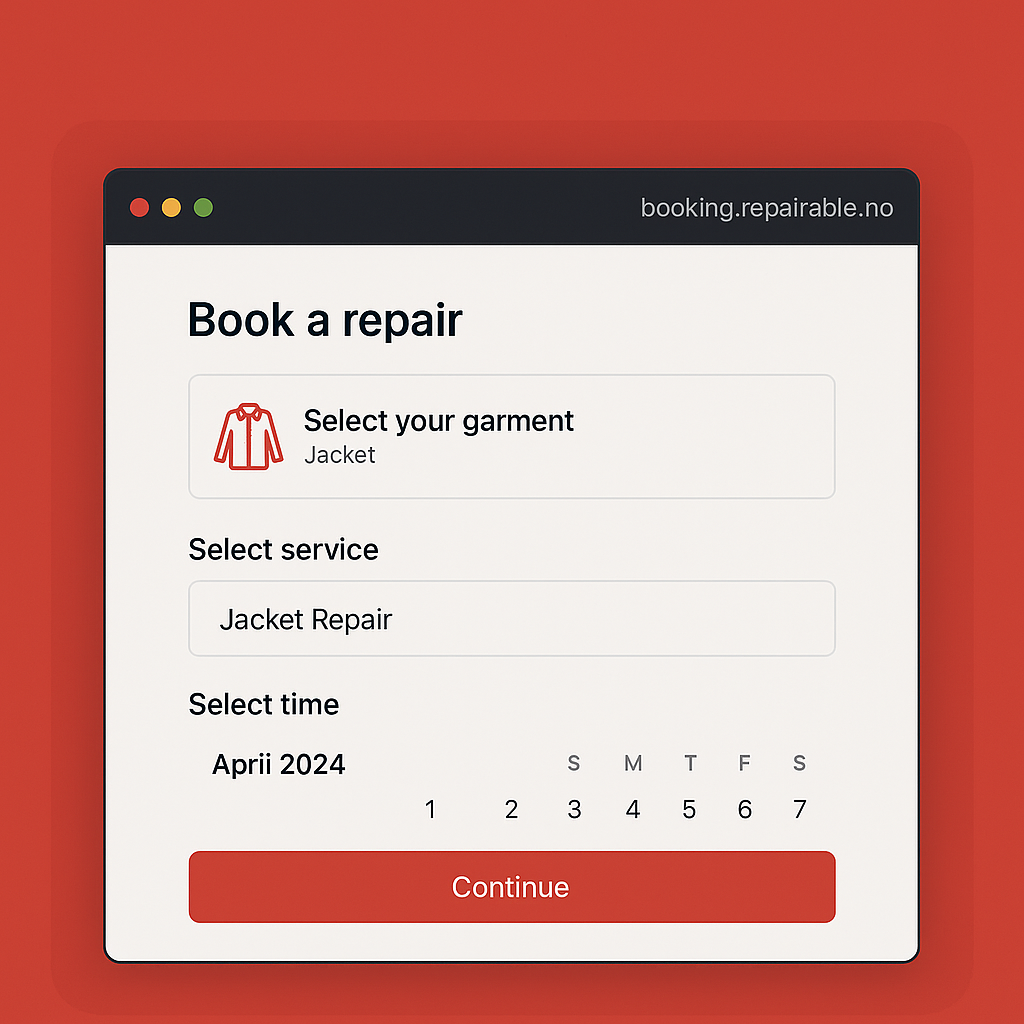 booking.repairable.no
Book a repair
Select your garment
Jacket
Select service
Jacket Repair
Select time
Aprii 2024 S M T F S
1 2 3 4 5 6 7
Continue